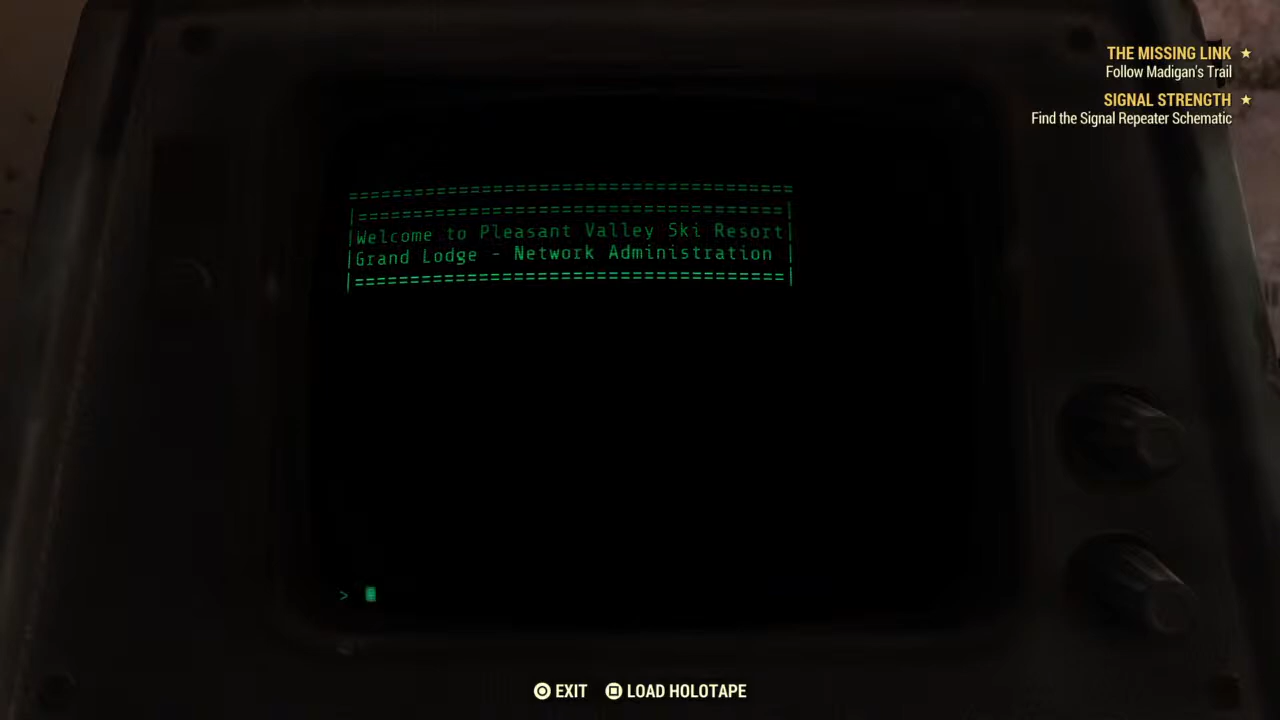 THE MISSING LINK
Follow Madigan's Trail
SIGNAL STRENGTH
Find the Signal Repeater Schematic
====================================
|==================================|
|Welcome to Pleasant Valley Ski Resort|
|Grand Lodge - Network Administration |
|==================================|
>
EXIT LOAD HOLOTAPE